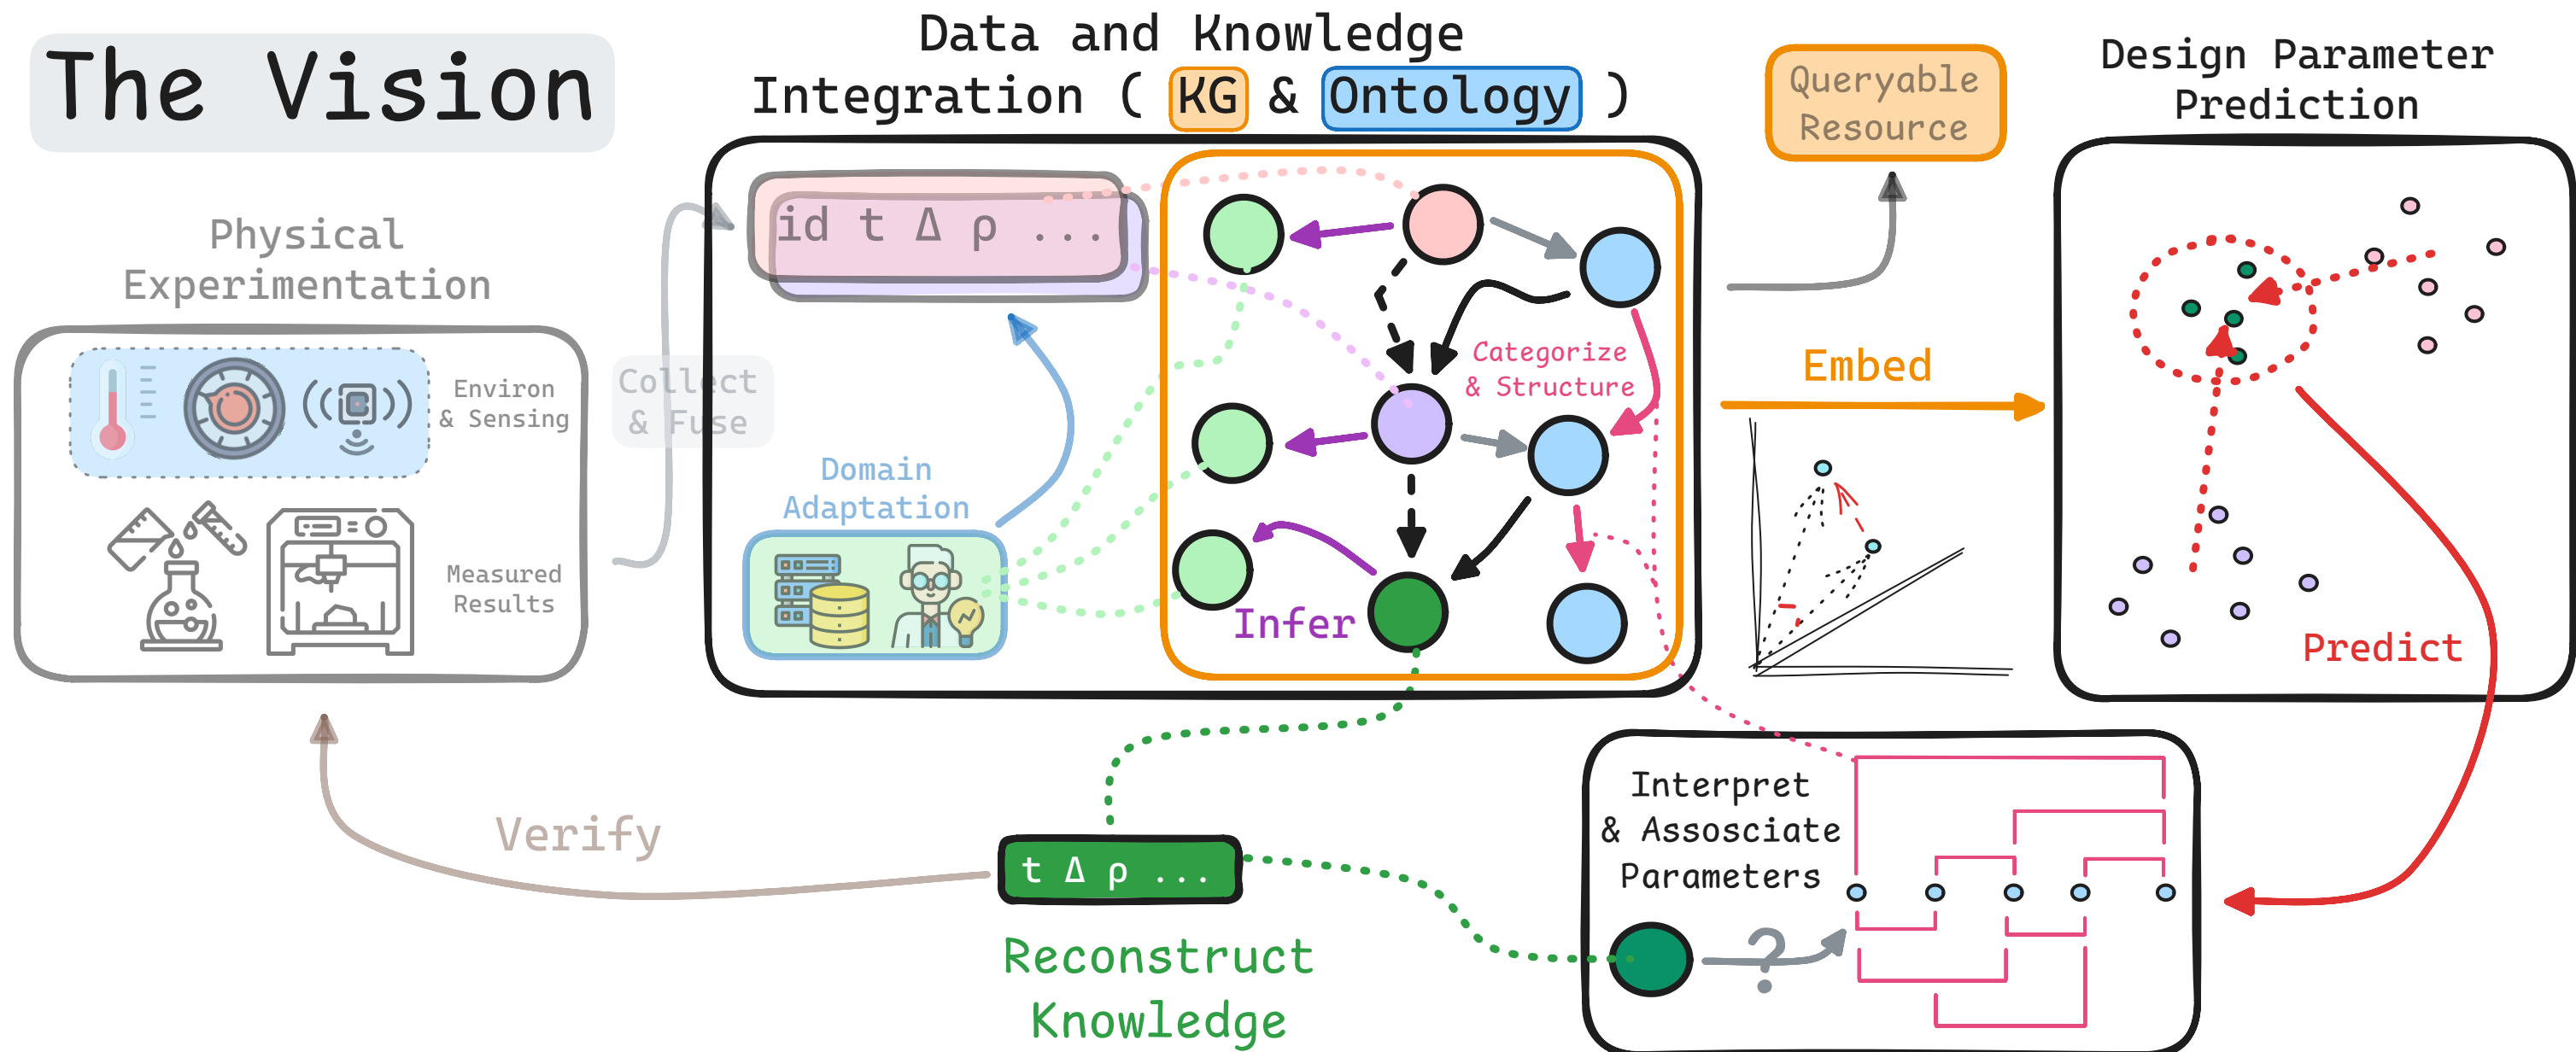 The Vision
Data and Knowledge
Integration ( KG & Ontology )
Queryable
Resource
Design Parameter
Prediction
Physical
Experimentation
id t Δ ρ ...
Environ
& Sensing
Measured
Results
Collect
& Fuse
Domain
Adaptation
Categorize
& Structure
Infer
Embed
Predict
Interpret
& Assosciate
Parameters
?
Verify
t Δ ρ ...
Reconstruct
Knowledge